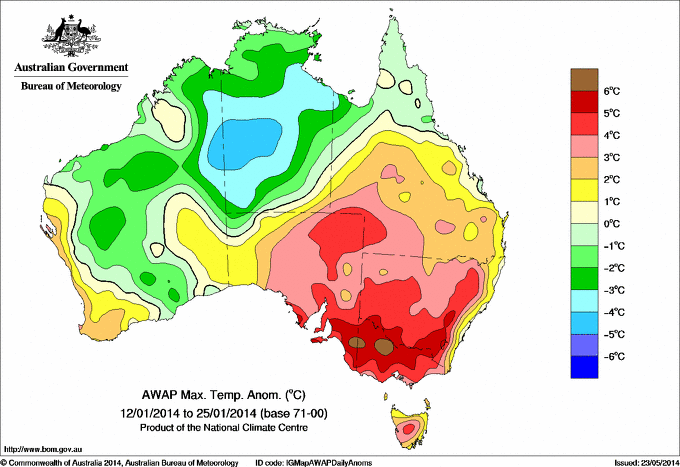 Australian Government
Bureau of Meteorology
6°C
5°C
4°C
3°C
2°C
1°C
0°C
-1°C
-2°C
-3°C
-4°C
-5°C
-6°C
AWAP Max. Temp. Anom. (°C)
12/01/2014 to 25/01/2014 (base 71-00)
Product of the National Climate Centre
http://www.bom.gov.au
© Commonwealth of Australia 2014, Australian Bureau of Meteorology ID code: IGMapAWAPDailyAnoms Issued: 23/05/2014